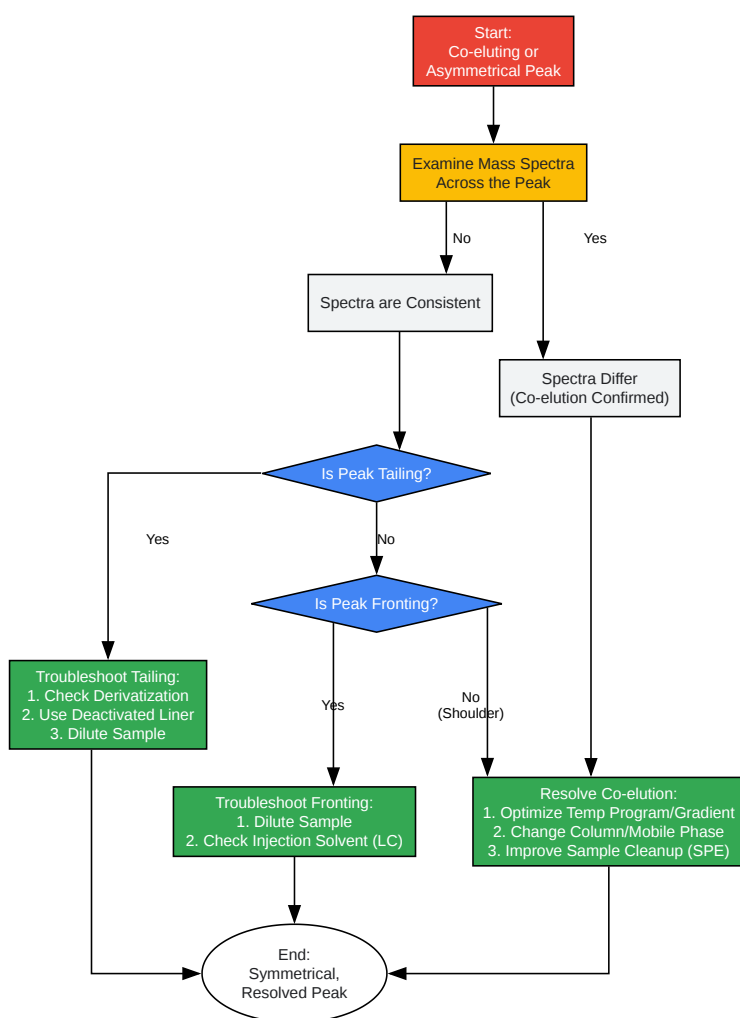 Start:
Co-eluting or
Asymmetrical Peak
Examine Mass Spectra
Across the Peak
No
Yes
Spectra are Consistent
Spectra Differ
(Co-elution Confirmed)
Is Peak Tailing?
Yes
No
Is Peak Fronting?
Troubleshoot Tailing:
1. Check Derivatization
2. Use Deactivated Liner
3. Dilute Sample
Yes
No
(Shoulder)
Troubleshoot Fronting:
1. Dilute Sample
2. Check Injection Solvent (LC)
Resolve Co-elution:
1. Optimize Temp Program/Gradient
2. Change Column/Mobile Phase
3. Improve Sample Cleanup (SPE)
End:
Symmetrical,
Resolved Peak